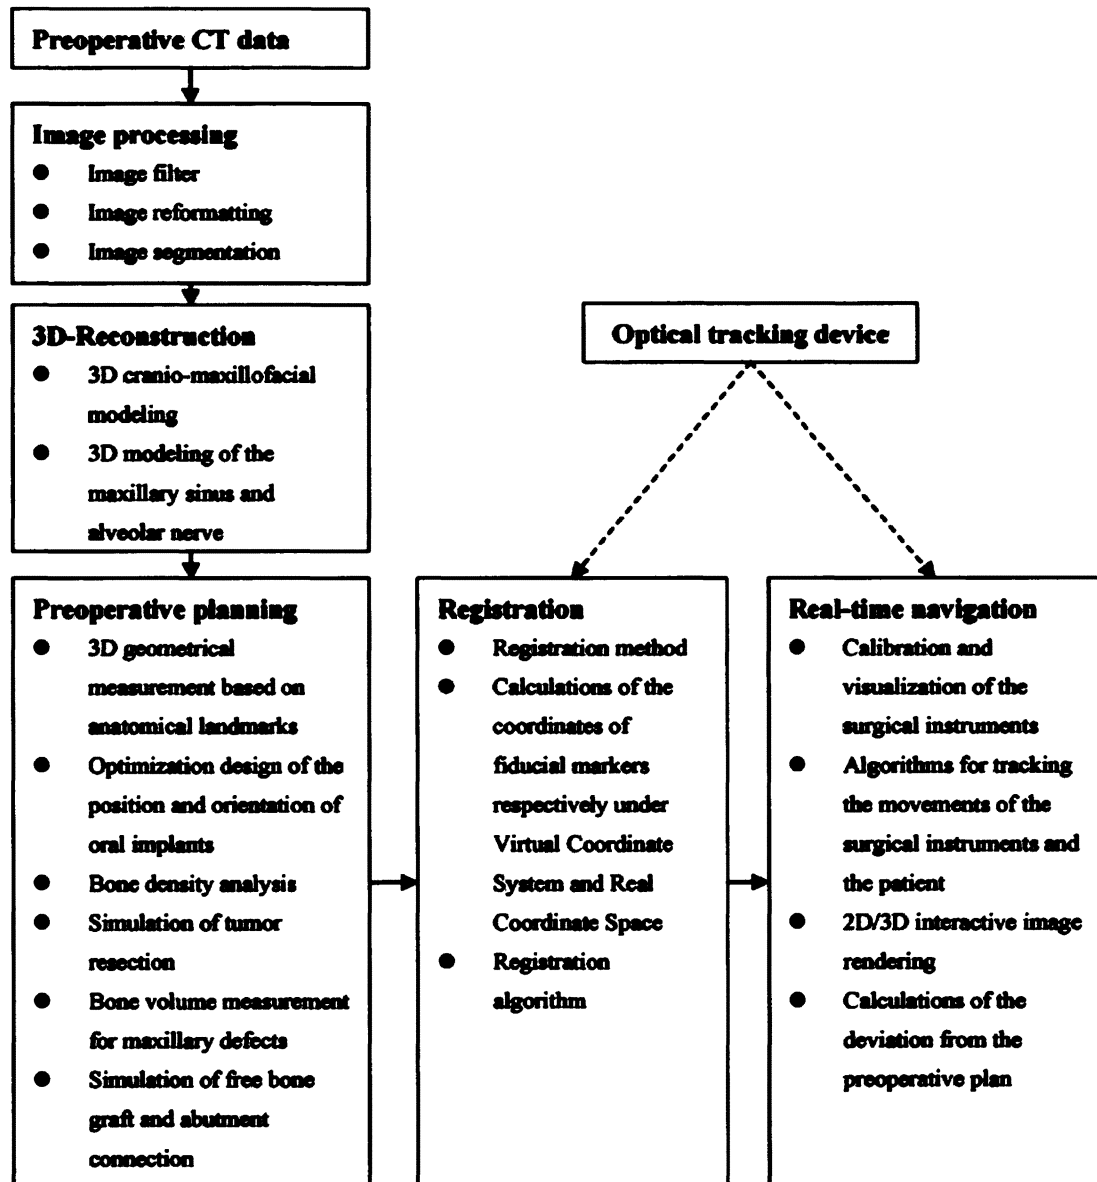 Preoperative CT data
Image processing
● Image filter
● Image reformatting
● Image segmentation
3D-Reconstruction
● 3D cranio-maxillofacial
modeling
● 3D modeling of the
maxillary sinus and
alveolar nerve
Optical tracking device
Preoperative planning
● 3D geometrical
measurement based on
anatomical landmarks
● Optimization design of the
position and orientation of
oral implants
● Bone density analysis
● Simulation of tumor
resection
● Bone volume measurement
for maxillary defects
● Simulation of free bone
graft and abutment
connection
Registration
● Registration method
● Calculations of the
coordinates of
fiducial markers
respectively under
Virtual Coordinate
System and Real
Coordinate Space
● Registration
algorithm
Real-time navigation
● Calibration and
visualization of the
surgical instruments
● Algorithms for tracking
the movements of the
surgical instruments and
the patient
● 2D/3D interactive image
rendering
● Calculations of the
deviation from the
preoperative plan